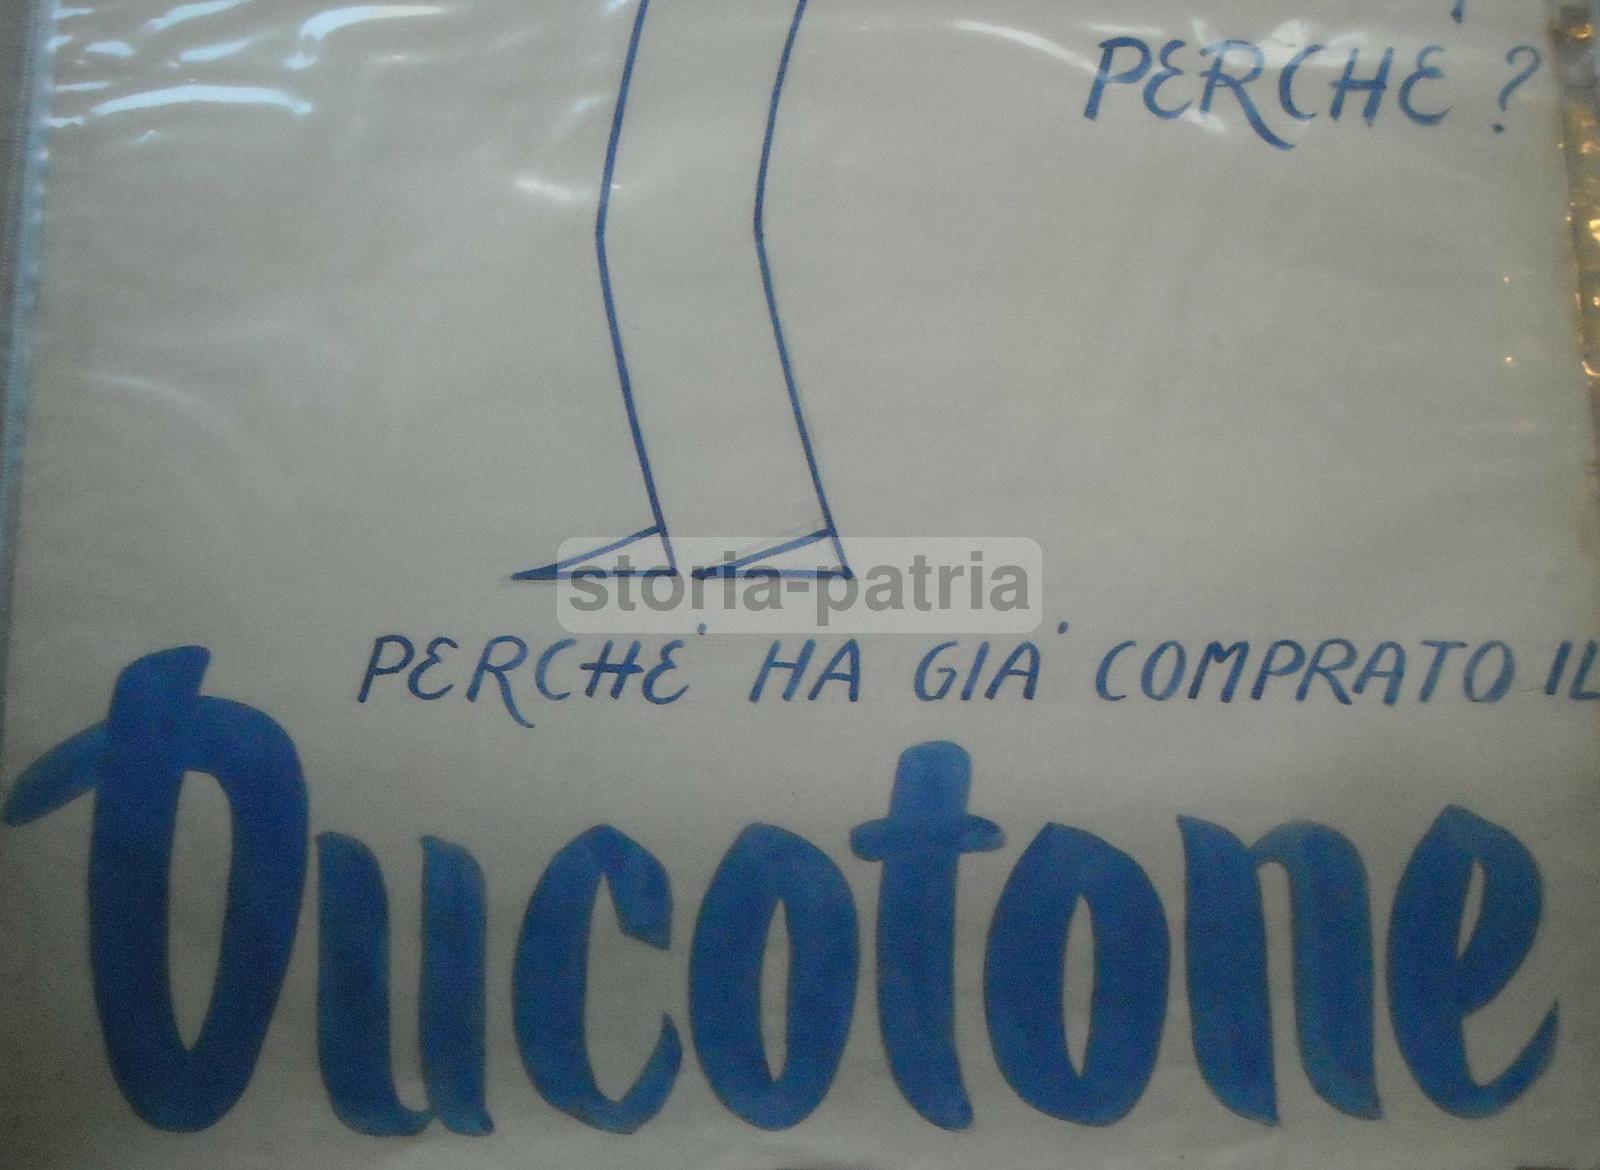 PERCHE ?
storia-patria
PERCHE' HA GIA' COMPRATO IL
Ducotone